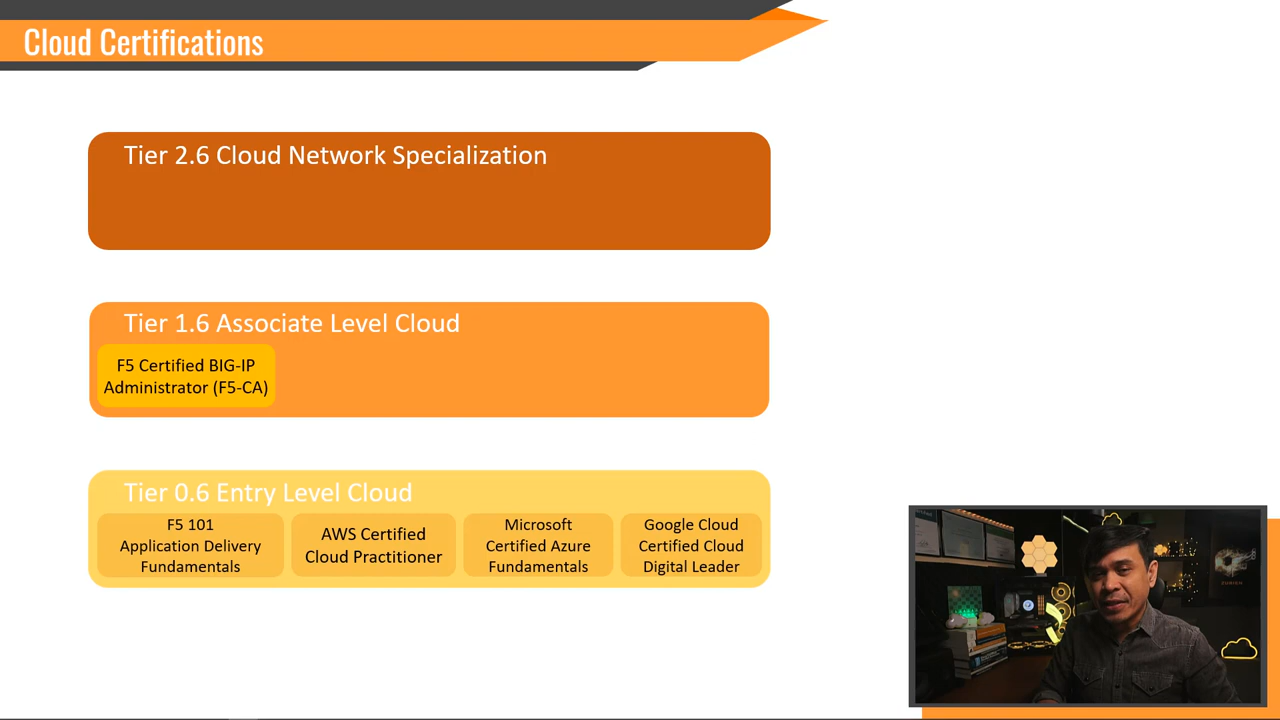 Cloud Certifications
Tier 2.6 Cloud Network Specialization
Tier 1.6 Associate Level Cloud
F5 Certified BIG-IP
Administrator (F5-CA)
Tier 0.6 Entry Level Cloud
F5 101
Application Delivery
Fundamentals
AWS Certified
Cloud Practitioner
Microsoft
Certified Azure
Fundamentals
Google Cloud
Certified Cloud
Digital Leader